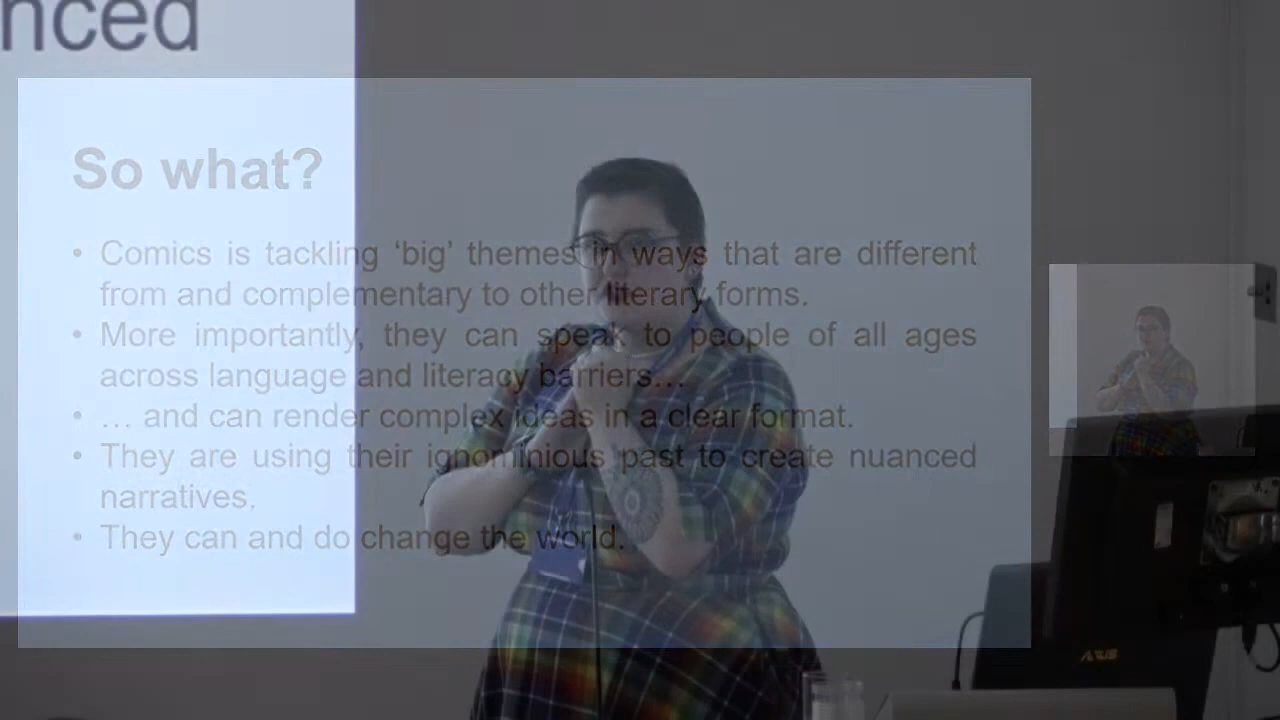 nced
So what?
• Comics is tackling ‘big’ themes in ways that are different
from and complementary to other literary forms.
• More importantly, they can speak to people of all ages
across language and literacy barriers…
• … and can render complex ideas in a clear format.
• They are using their ignominious past to create nuanced
narratives.
• They can and do change the world.
ASUS